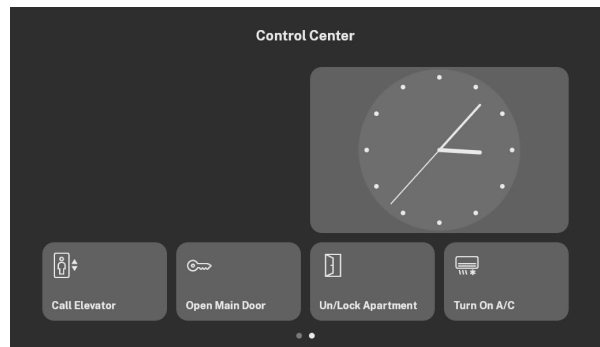 Control Center
Call Elevator
Open Main Door
Un/Lock Apartment
Turn On A/C